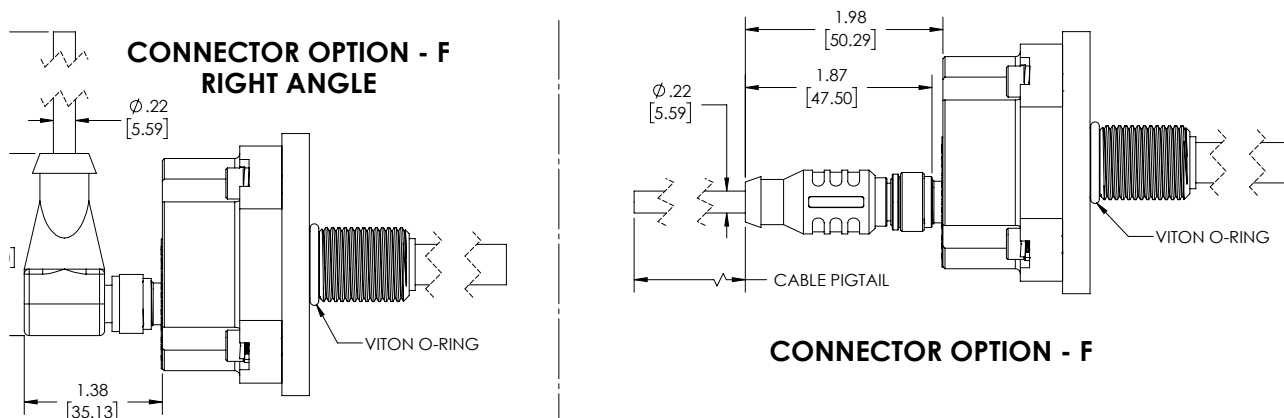 CONNECTOR OPTION - F
RIGHT ANGLE
Ø.22
[5.59]
VITON O-RING
1.38
[35.13]
1.98
[50.29]
1.87
[47.50]
Ø.22
[5.59]
VITON O-RING
CABLE PIGTAIL
CONNECTOR OPTION - F